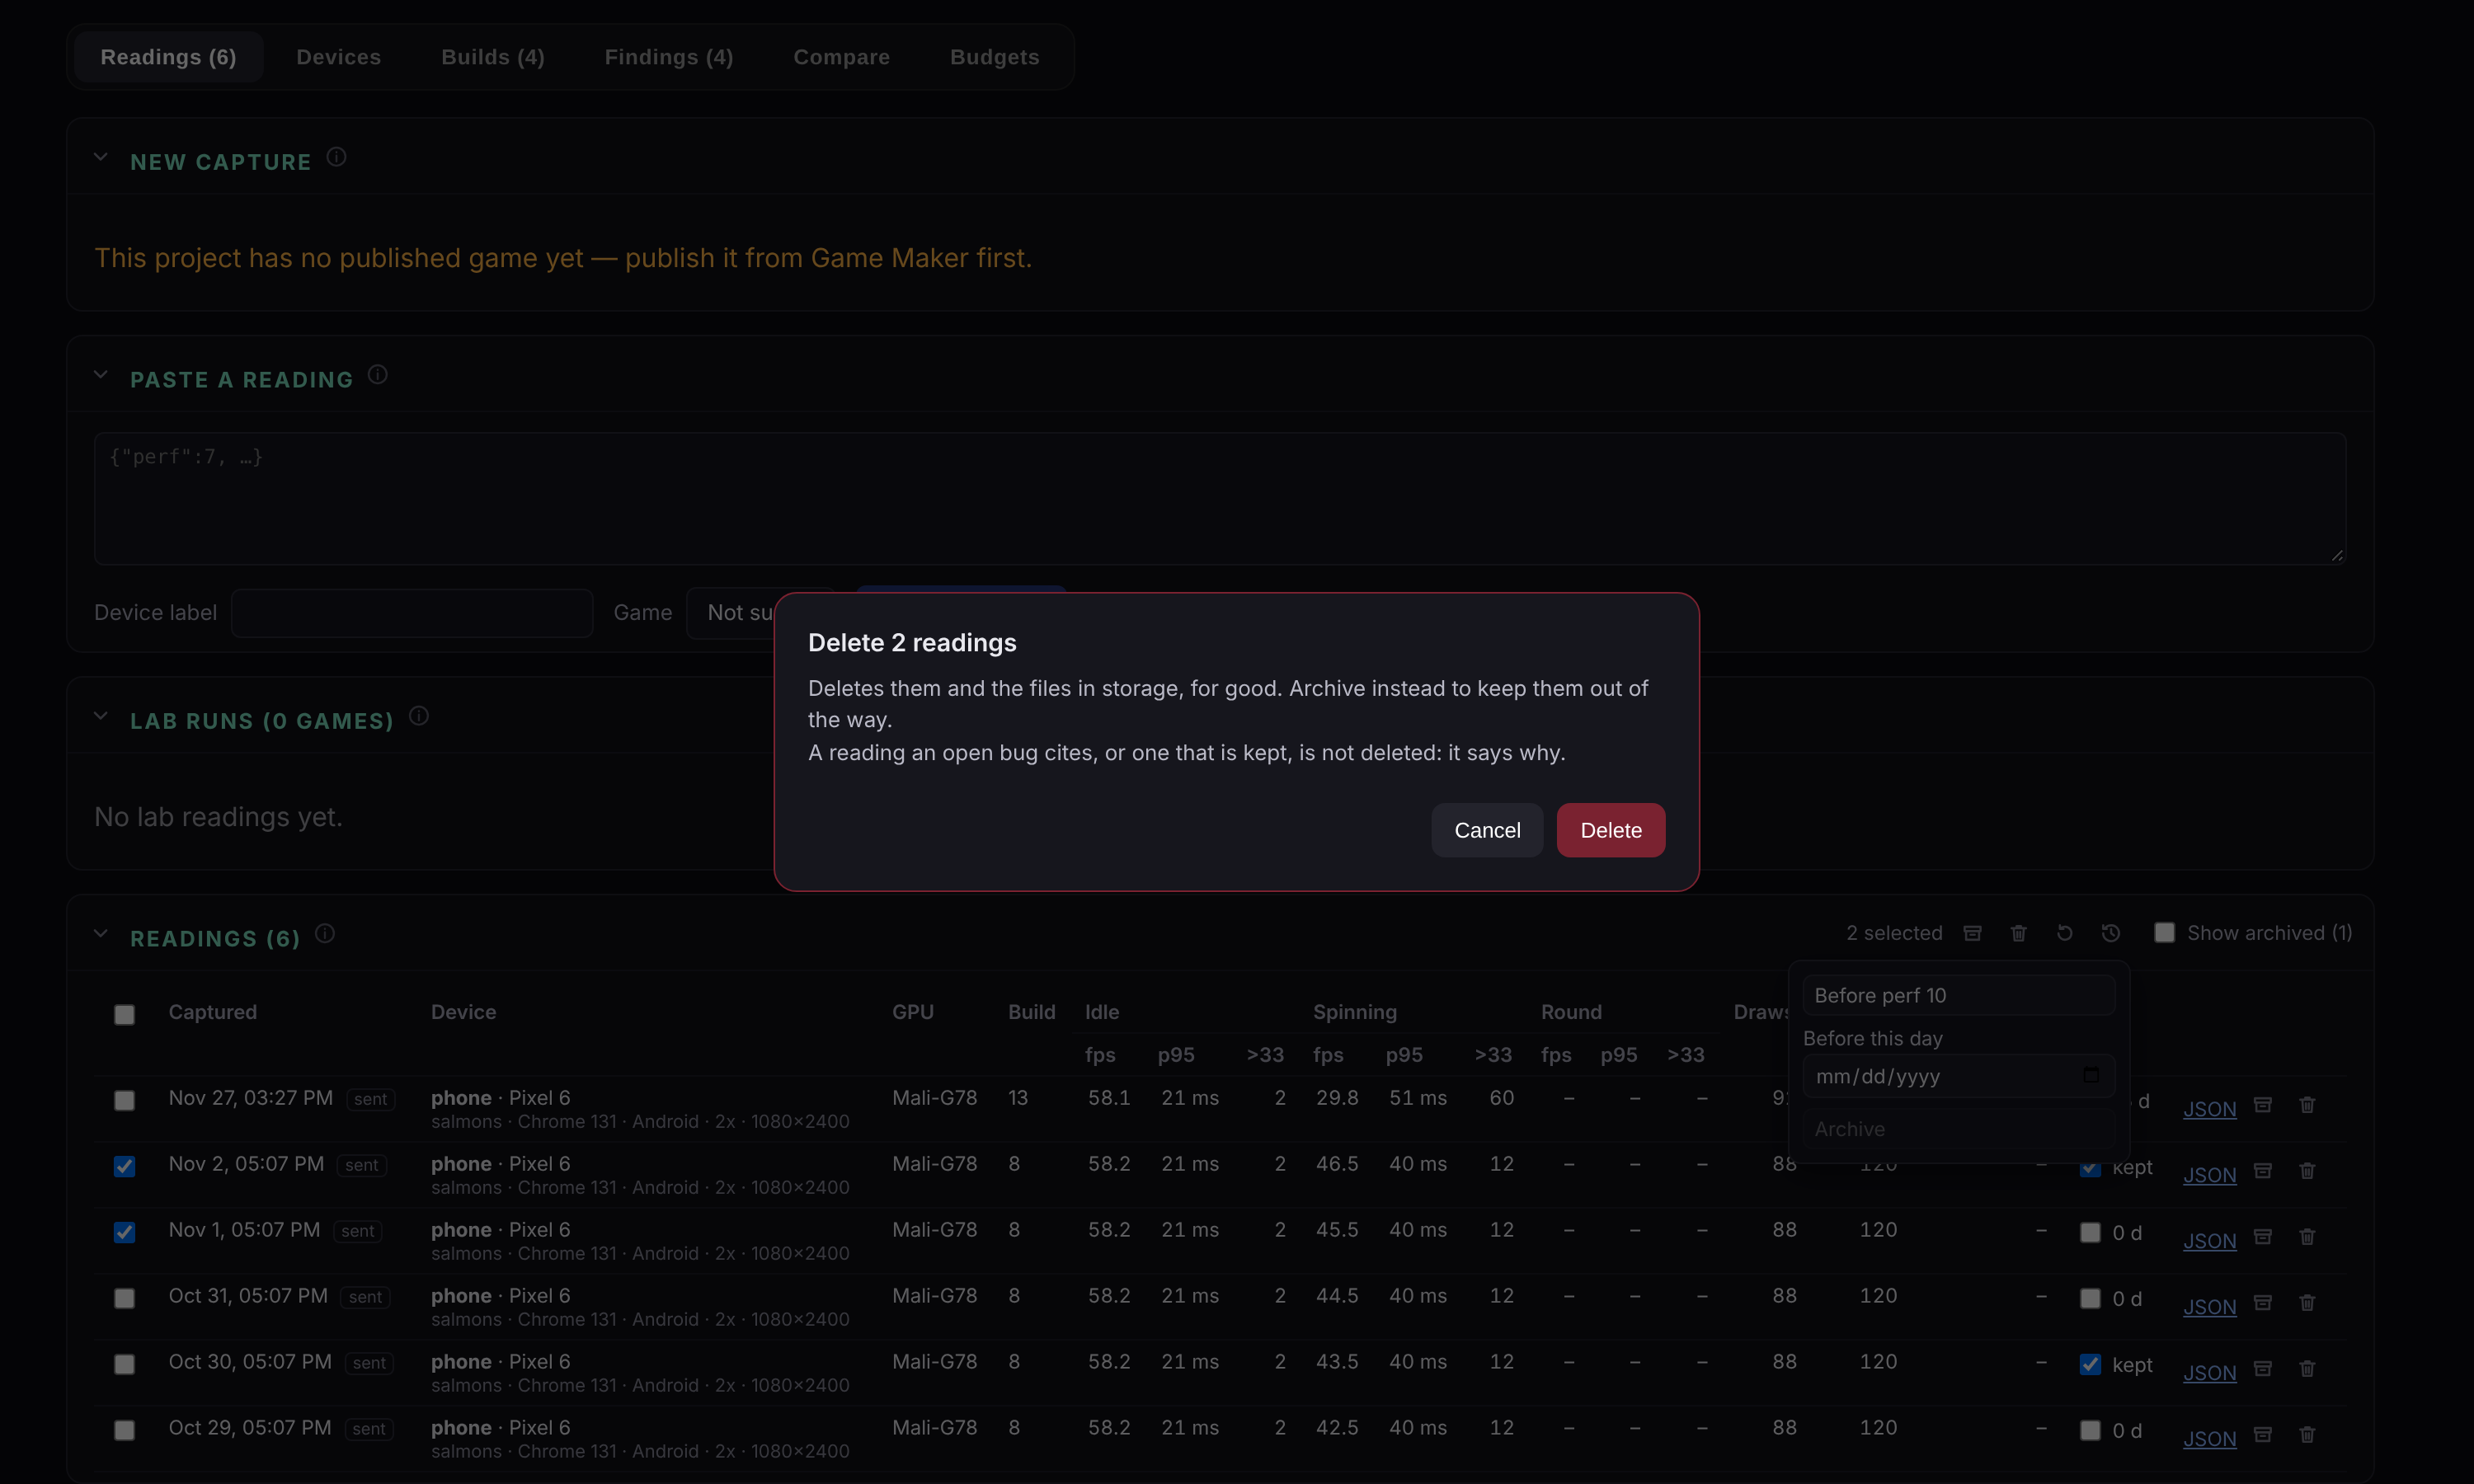 Readings (6) Devices Builds (4) Findings (4) Compare Budgets
NEW CAPTURE
This project has no published game yet — publish it from Game Maker first.
PASTE A READING
{"perf":7, …}
Device label Game Not su
Delete 2 readings
Deletes them and the files in storage, for good. Archive instead to keep them out of
the way.
A reading an open bug cites, or one that is kept, is not deleted: it says why.
Cancel Delete
LAB RUNS (0 GAMES)
No lab readings yet.
READINGS (6) 2 selected Show archived (1)
Before perf 10
Before this day
mm/dd/yyyy
Archive
Captured Device GPU Build Idle Spinning Round Draws
fps p95 >33 fps p95 >33 fps p95 >33
Nov 27, 03:27 PM sent phone · Pixel 6 Mali-G78 13 58.1 21 ms 2 29.8 51 ms 60 – – – d JSON
salmons · Chrome 131 · Android · 2x · 1080×2400
Nov 2, 05:07 PM sent phone · Pixel 6 Mali-G78 8 58.2 21 ms 2 46.5 40 ms 12 – – – 88 120 – kept JSON
salmons · Chrome 131 · Android · 2x · 1080×2400
Nov 1, 05:07 PM sent phone · Pixel 6 Mali-G78 8 58.2 21 ms 2 45.5 40 ms 12 – – – 88 120 – 0 d JSON
salmons · Chrome 131 · Android · 2x · 1080×2400
Oct 31, 05:07 PM sent phone · Pixel 6 Mali-G78 8 58.2 21 ms 2 44.5 40 ms 12 – – – 88 120 – 0 d JSON
salmons · Chrome 131 · Android · 2x · 1080×2400
Oct 30, 05:07 PM sent phone · Pixel 6 Mali-G78 8 58.2 21 ms 2 43.5 40 ms 12 – – – 88 120 – kept JSON
salmons · Chrome 131 · Android · 2x · 1080×2400
Oct 29, 05:07 PM sent phone · Pixel 6 Mali-G78 8 58.2 21 ms 2 42.5 40 ms 12 – – – 88 120 – 0 d JSON
salmons · Chrome 131 · Android · 2x · 1080×2400